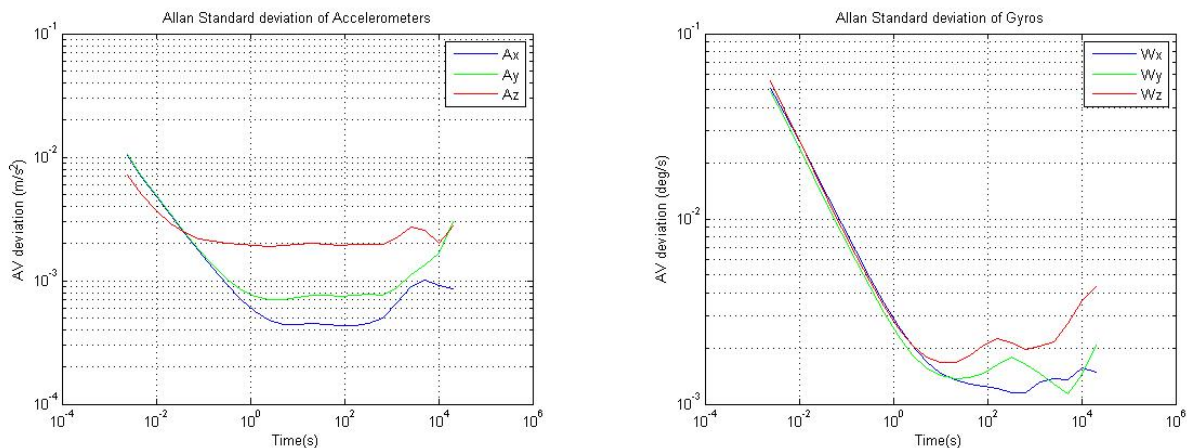 Allan Standard deviation of Accelerometers
10^-1
10^-2
10^-3
10^-4
AV deviation (m/s^2)
Ax
Ay
Az
10^-4
10^-2
10^0
10^2
10^4
10^6
Time(s)
Allan Standard deviation of Gyros
10^-1
10^-2
10^-3
AV deviation (deg/s)
Wx
Wy
Wz
10^-4
10^-2
10^0
10^2
10^4
10^6
Time(s)